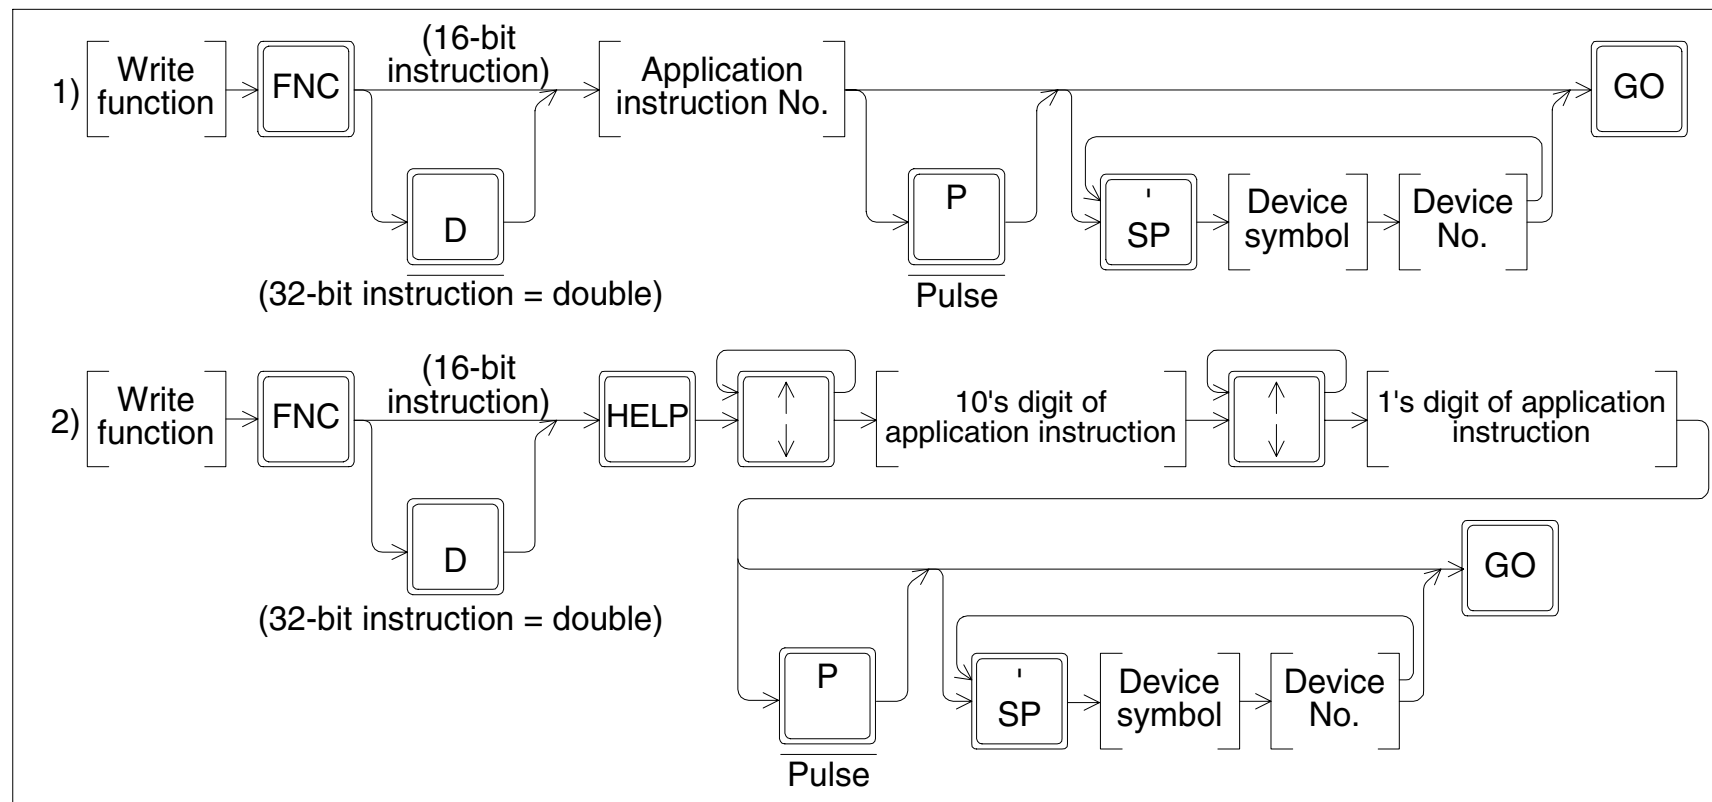 1)
Write
function
FNC
(16-bit
instruction)
D
(32-bit instruction = double)
Application
instruction No.
P
Pulse
'
SP
Device
symbol
Device
No.
GO
2)
Write
function
FNC
(16-bit
instruction)
D
(32-bit instruction = double)
HELP
10's digit of
application instruction
1's digit of application
instruction
P
Pulse
'
SP
Device
symbol
Device
No.
GO